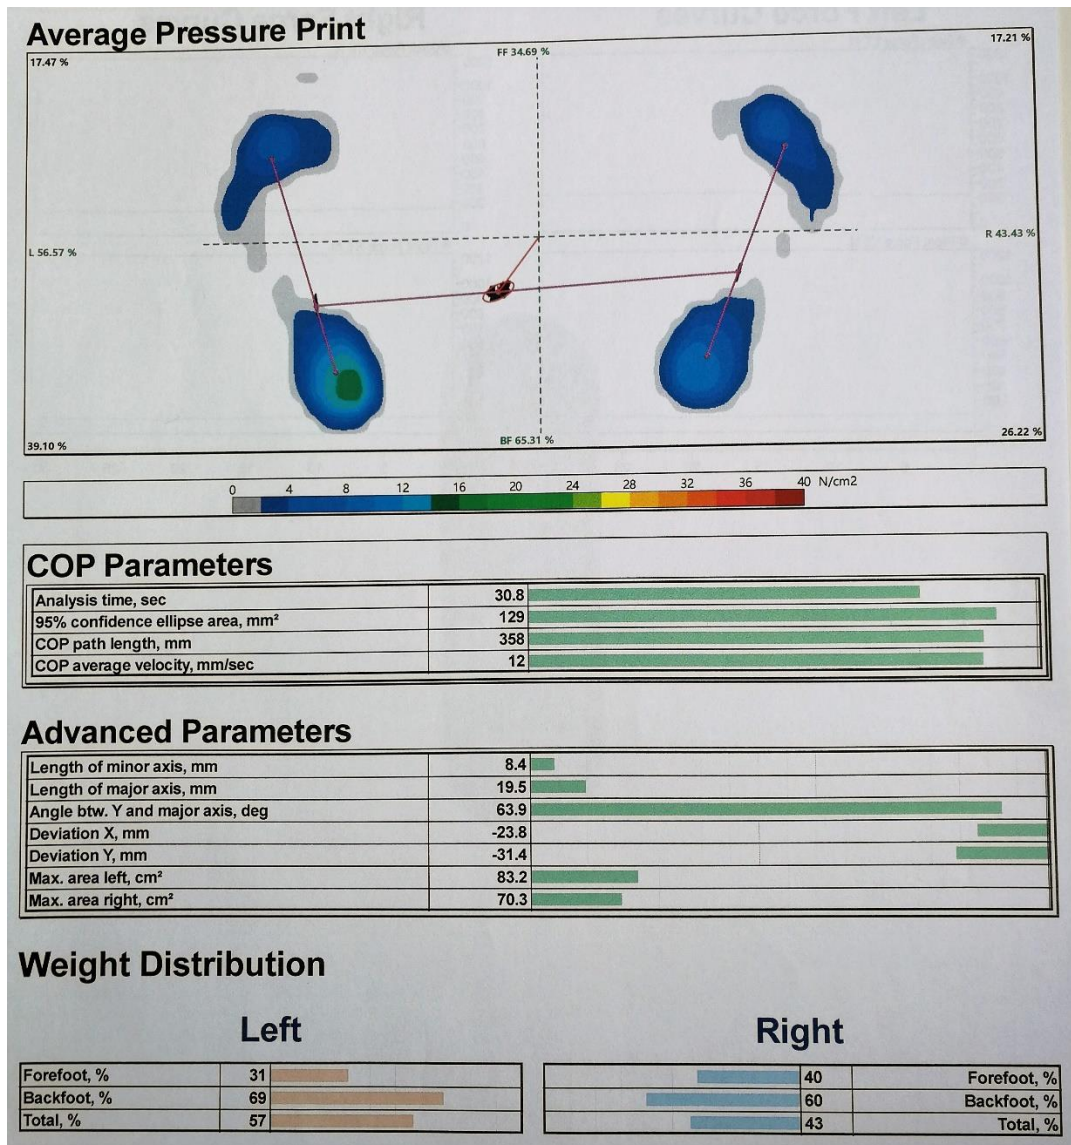 Average Pressure Print
17.47 %
FF 34.69 %
17.21 %
L 56.57 %
R 43.43 %
39.10 %
BF 65.31 %
26.22 %
0 4 8 12 16 20 24 28 32 36 40 N/cm2
COP Parameters
Analysis time, sec 30.8
95% confidence ellipse area, mm² 129
COP path length, mm 358
COP average velocity, mm/sec 12
Advanced Parameters
Length of minor axis, mm 8.4
Length of major axis, mm 19.5
Angle btw. Y and major axis, deg 63.9
Deviation X, mm -23.8
Deviation Y, mm -31.4
Max. area left, cm² 83.2
Max. area right, cm² 70.3
Weight Distribution
Left
Right
Forefoot, % 31
40 Forefoot, %
Backfoot, % 69
60 Backfoot, %
Total, % 57
43 Total, %